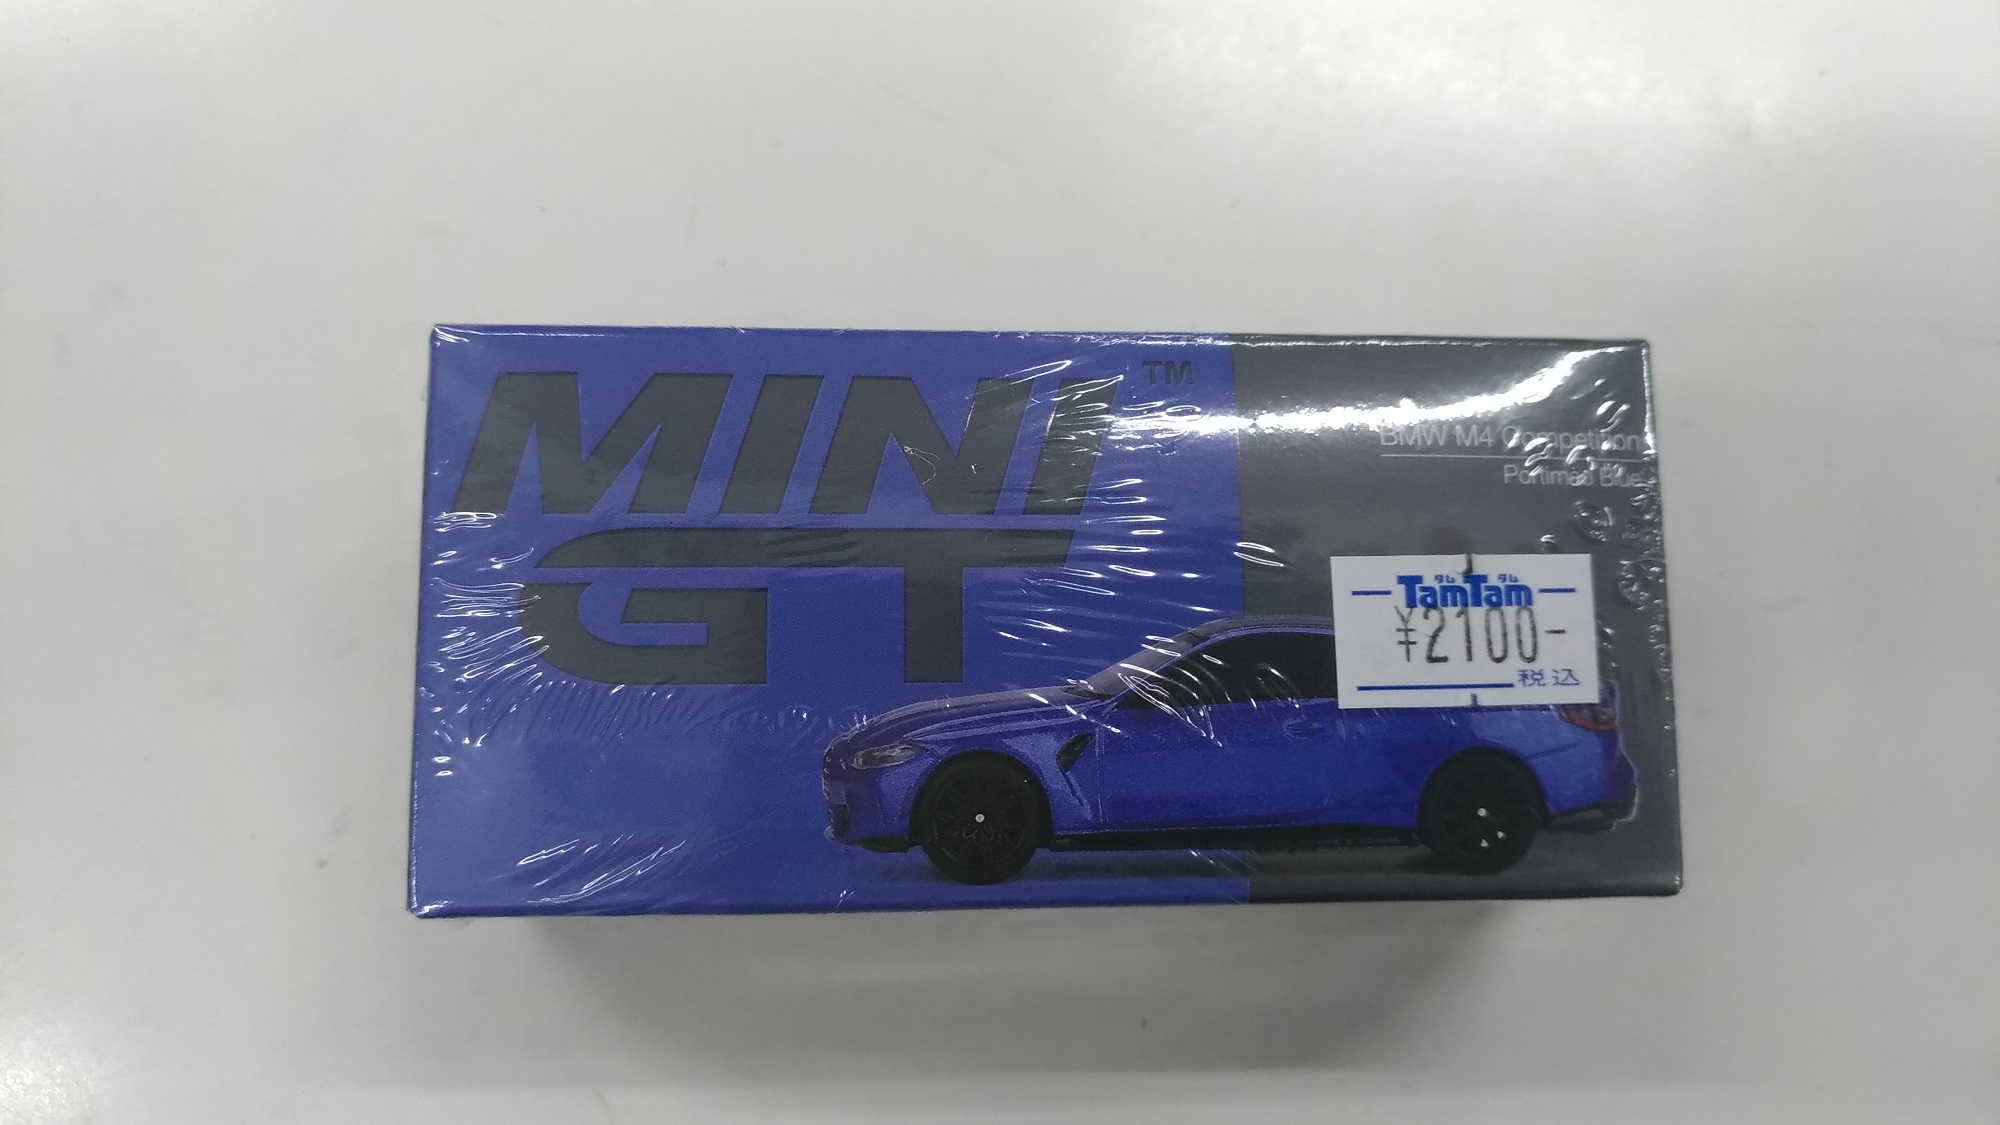 MINI
GT
TM
BMW M4 Competition
Portimao Blue
タム タム
TamTam
¥2100-
税込